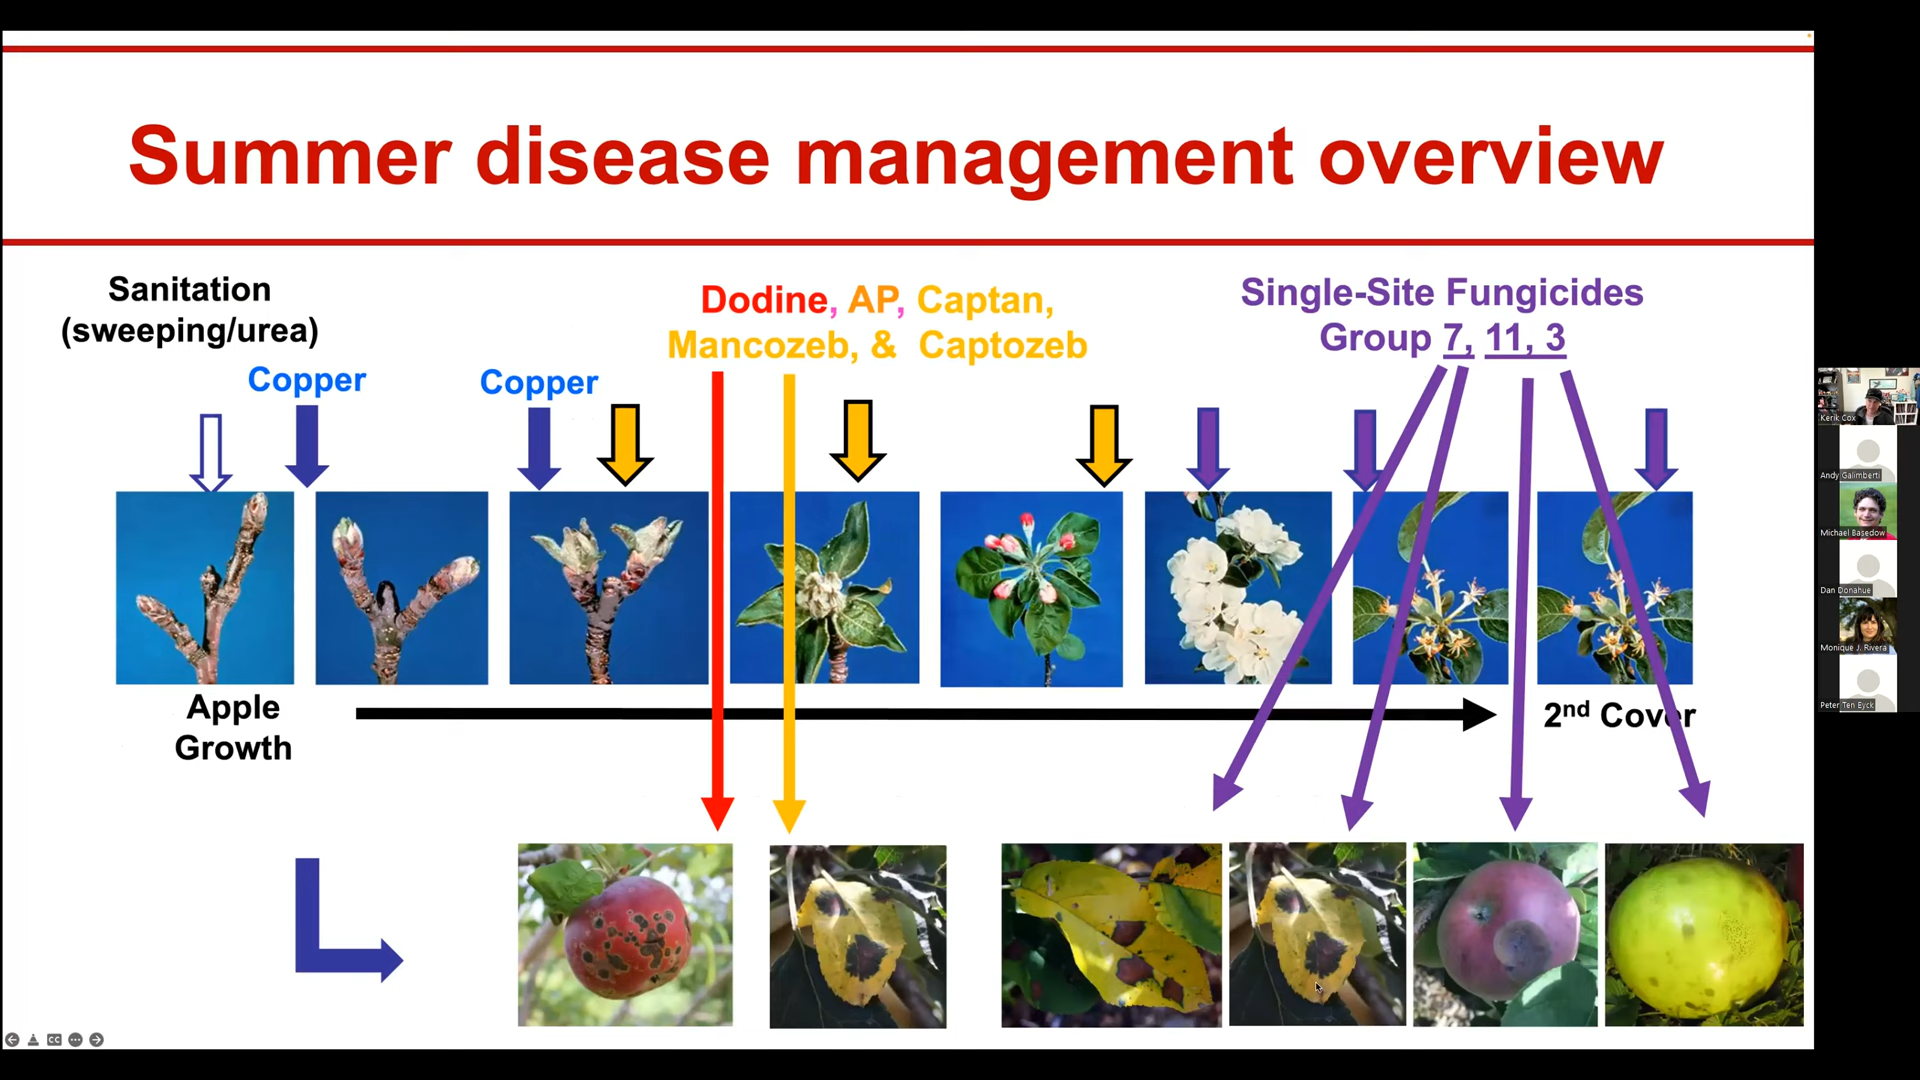 Summer disease management overview
Sanitation
(sweeping/urea)
Copper
Copper
Dodine, AP, Captan,
Mancozeb, & Captozeb
Single-Site Fungicides
Group 7, 11, 3
Apple
Growth
2nd Cover
Kerik Cox
Andy Galimberti
Michael Basedow
Dan Donahue
Monique J. Rivera
Peter Ten Eyck
CC